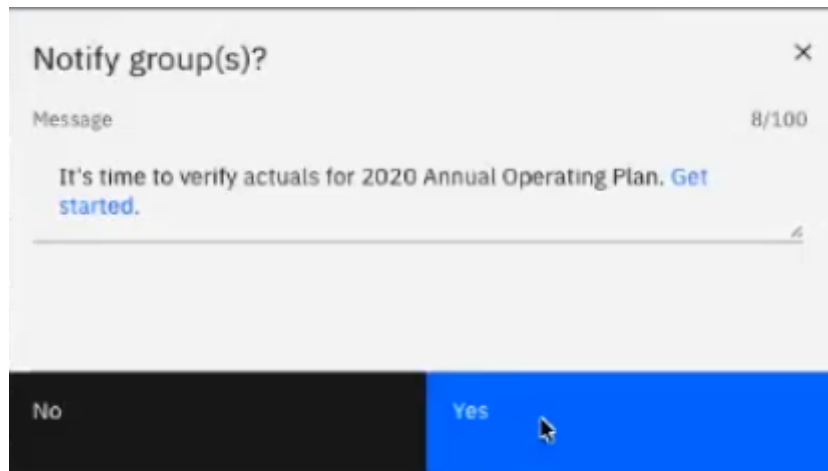 Notify group(s)?
Message 8/100
It's time to verify actuals for 2020 Annual Operating Plan. Get
started.
No Yes